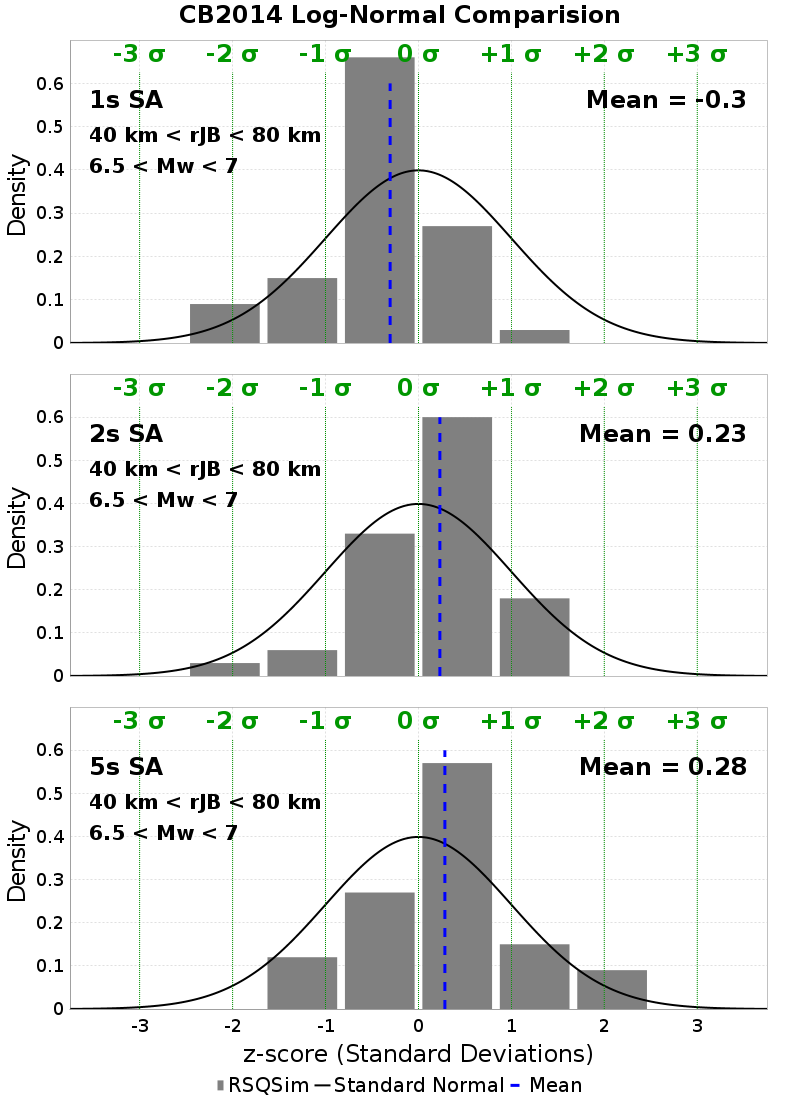 CB2014 Log-Normal Comparision
-3 σ -2 σ -1 σ 0 σ +1 σ +2 σ +3 σ
0.6
1s SA Mean = -0.3
0.5
40 km < rJB < 80 km
6.5 < Mw < 7
0.4
0.3
0.2
0.1
0
Density
-3 σ -2 σ -1 σ 0 σ +1 σ +2 σ +3 σ
0.6
2s SA Mean = 0.23
0.5
40 km < rJB < 80 km
6.5 < Mw < 7
0.4
0.3
0.2
0.1
0
Density
-3 σ -2 σ -1 σ 0 σ +1 σ +2 σ +3 σ
0.6
5s SA Mean = 0.28
0.5
40 km < rJB < 80 km
6.5 < Mw < 7
0.4
0.3
0.2
0.1
0
Density
-3 -2 -1 0 1 2 3
z-score (Standard Deviations)
RSQSim Standard Normal Mean